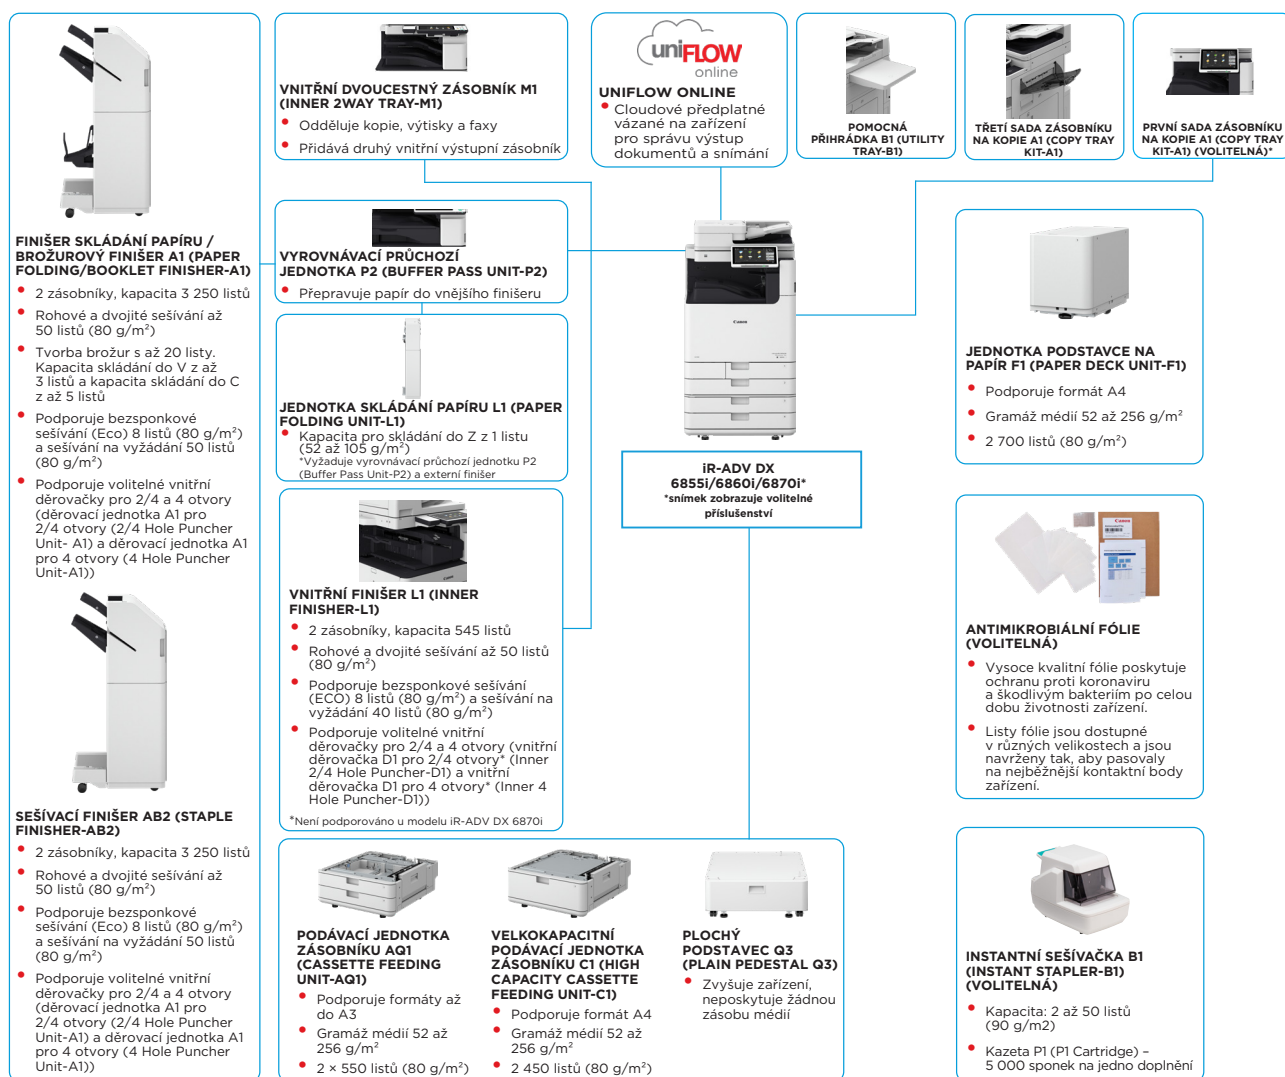 FINIŠER SKLÁDÁNÍ PAPÍRU /
BROŽUROVÝ FINIŠER A1 (PAPER
FOLDING/BOOKLET FINISHER-A1)
• 2 zásobníky, kapacita 3 250 listů
• Rohové a dvojité sešívání až
50 listů (80 g/m²)
• Tvorba brožur s až 20 listy.
Kapacita skládání do V z až
3 listů a kapacita skládání do C
z až 5 listů
• Podporuje bezsponkové
sešívání (Eco) 8 listů (80 g/m²)
a sešívání na vyžádání 50 listů
(80 g/m²)
• Podporuje volitelné vnitřní
děrovačky pro 2/4 a 4 otvory
(děrovací jednotka A1 pro
2/4 otvory (2/4 Hole Puncher
Unit- A1) a děrovací jednotka A1
pro 4 otvory (4 Hole Puncher
Unit-A1))
SEŠÍVACÍ FINIŠER AB2 (STAPLE
FINISHER-AB2)
• 2 zásobníky, kapacita 3 250 listů
• Rohové a dvojité sešívání až
50 listů (80 g/m²)
• Podporuje bezsponkové
sešívání (Eco) 8 listů (80 g/m²)
a sešívání na vyžádání 50 listů
(80 g/m²)
• Podporuje volitelné vnitřní
děrovačky pro 2/4 a 4 otvory
(děrovací jednotka A1 pro
2/4 otvory (2/4 Hole Puncher
Unit-A1) a děrovací jednotka A1
pro 4 otvory (4 Hole Puncher
Unit-A1))
VNITŘNÍ DVOUCESTNÝ ZÁSOBNÍK M1
(INNER 2WAY TRAY-M1)
• Odděluje kopie, výtisky a faxy
• Přidává druhý vnitřní výstupní zásobník
VYROVNÁVACÍ PRŮCHOZÍ
JEDNOTKA P2 (BUFFER PASS UNIT-P2)
• Přepravuje papír do vnějšího finišeru
JEDNOTKA SKLÁDÁNÍ PAPÍRU L1 (PAPER
FOLDING UNIT-L1)
• Kapacita pro skládání do Z z 1 listu
(52 až 105 g/m²)
*Vyžaduje vyrovnávací průchozí jednotku P2
(Buffer Pass Unit-P2) a externí finišer
VNITŘNÍ FINIŠER L1 (INNER
FINISHER-L1)
• 2 zásobníky, kapacita 545 listů
• Rohové a dvojité sešívání až 50 listů
(80 g/m²)
• Podporuje bezsponkové sešívání
(ECO) 8 listů (80 g/m²) a sešívání na
vyžádání 40 listů (80 g/m²)
• Podporuje volitelné vnitřní
děrovačky pro 2/4 a 4 otvory (vnitřní
děrovačka D1 pro 2/4 otvory* (Inner
2/4 Hole Puncher-D1) a vnitřní
děrovačka D1 pro 4 otvory* (Inner 4
Hole Puncher-D1))
*Není podporováno u modelu iR-ADV DX 6870i
PODÁVACÍ JEDNOTKA
ZÁSOBNÍKU AQ1
(CASSETTE FEEDING
UNIT-AQ1)
• Podporuje formáty až
do A3
• Gramáž médií 52 až
256 g/m²
• 2 × 550 listů (80 g/m²)
VELKOKAPACITNÍ
PODÁVACÍ JEDNOTKA
ZÁSOBNÍKU C1 (HIGH
CAPACITY CASSETTE
FEEDING UNIT-C1)
• Podporuje formát A4
• Gramáž médií 52 až
256 g/m²
• 2 450 listů (80 g/m²)
PLOCHÝ
PODSTAVEC Q3
(PLAIN PEDESTAL Q3)
• Zvyšuje zařízení,
neposkytuje žádnou
zásobu médií
uniFLOW
online
UNIFLOW ONLINE
• Cloudové předplatné
vázané na zařízení
pro správu výstup
dokumentů a snímání
Canon
iR-ADV DX
6855i/6860i/6870i*
*snímek zobrazuje volitelné
příslušenství
POMOCNÁ
PŘIHRÁDKA B1 (UTILITY
TRAY-B1)
TŘETÍ SADA ZÁSOBNÍKU
NA KOPIE A1 (COPY TRAY
KIT-A1)
PRVNÍ SADA ZÁSOBNÍKU
NA KOPIE A1 (COPY TRAY
KIT-A1) (VOLITELNÁ)*
JEDNOTKA PODSTAVCE NA
PAPÍR F1 (PAPER DECK UNIT-F1)
• Podporuje formát A4
• Gramáž médií 52 až 256 g/m²
• 2 700 listů (80 g/m²)
Canon
ANTIMIKROBIÁLNÍ FÓLIE
(VOLITELNÁ)
• Vysoce kvalitní fólie poskytuje
ochranu proti koronaviru
a škodlivým bakteriím po celou
dobu životnosti zařízení.
• Listy fólie jsou dostupné
v různých velikostech a jsou
navrženy tak, aby pasovaly
na nejběžnější kontaktní body
zařízení.
INSTANTNÍ SEŠÍVAČKA B1
(INSTANT STAPLER-B1)
(VOLITELNÁ)
• Kapacita: 2 až 50 listů
(90 g/m2)
• Kazeta P1 (P1 Cartridge) –
5 000 sponek na jedno doplnění